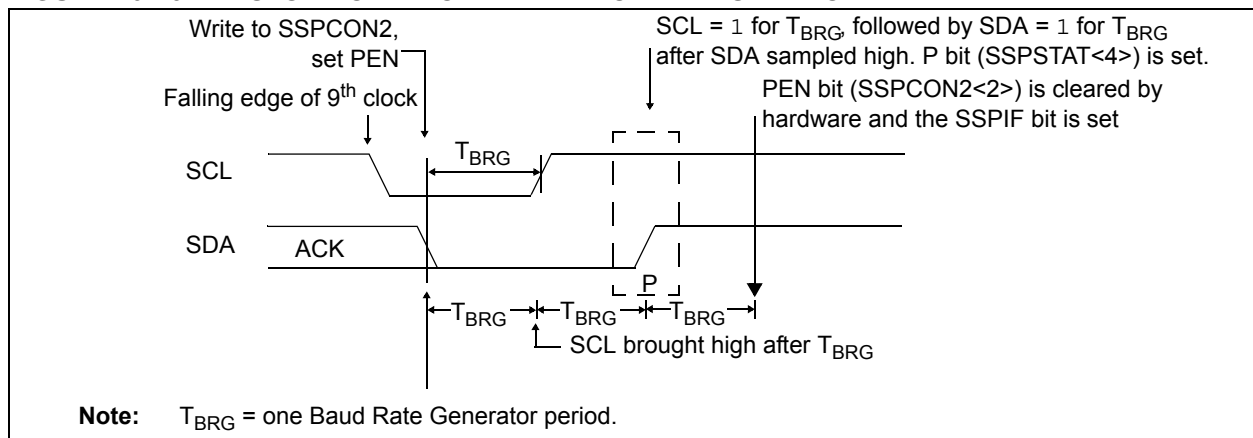 Write to SSPCON2,
set PEN
SCL = 1 for TBRG, followed by SDA = 1 for TBRG
after SDA sampled high. P bit (SSPSTAT<4>) is set.
PEN bit (SSPCON2<2>) is cleared by
hardware and the SSPIF bit is set
Falling edge of 9th clock
TBRG
SCL
SDA
ACK
P
TBRG
TBRG
TBRG
SCL brought high after TBRG
Note: TBRG = one Baud Rate Generator period.